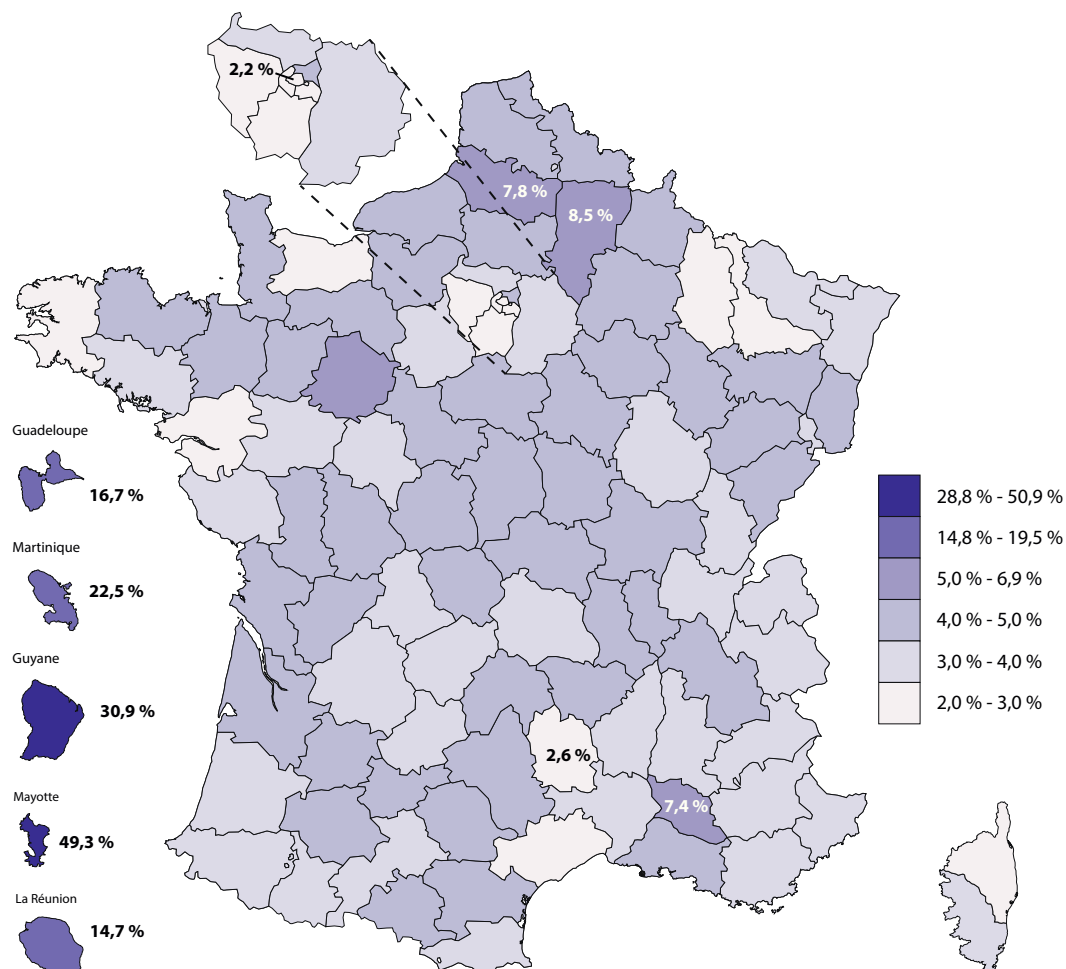 2,2 %
7,8 %
8,5 %
Guadeloupe
16,7 %
Martinique
22,5 %
Guyane
30,9 %
Mayotte
49,3 %
La Réunion
14,7 %
2,6 %
7,4 %
28,8 % - 50,9 %
14,8 % - 19,5 %
5,0 % - 6,9 %
4,0 % - 5,0 %
3,0 % - 4,0 %
2,0 % - 3,0 %